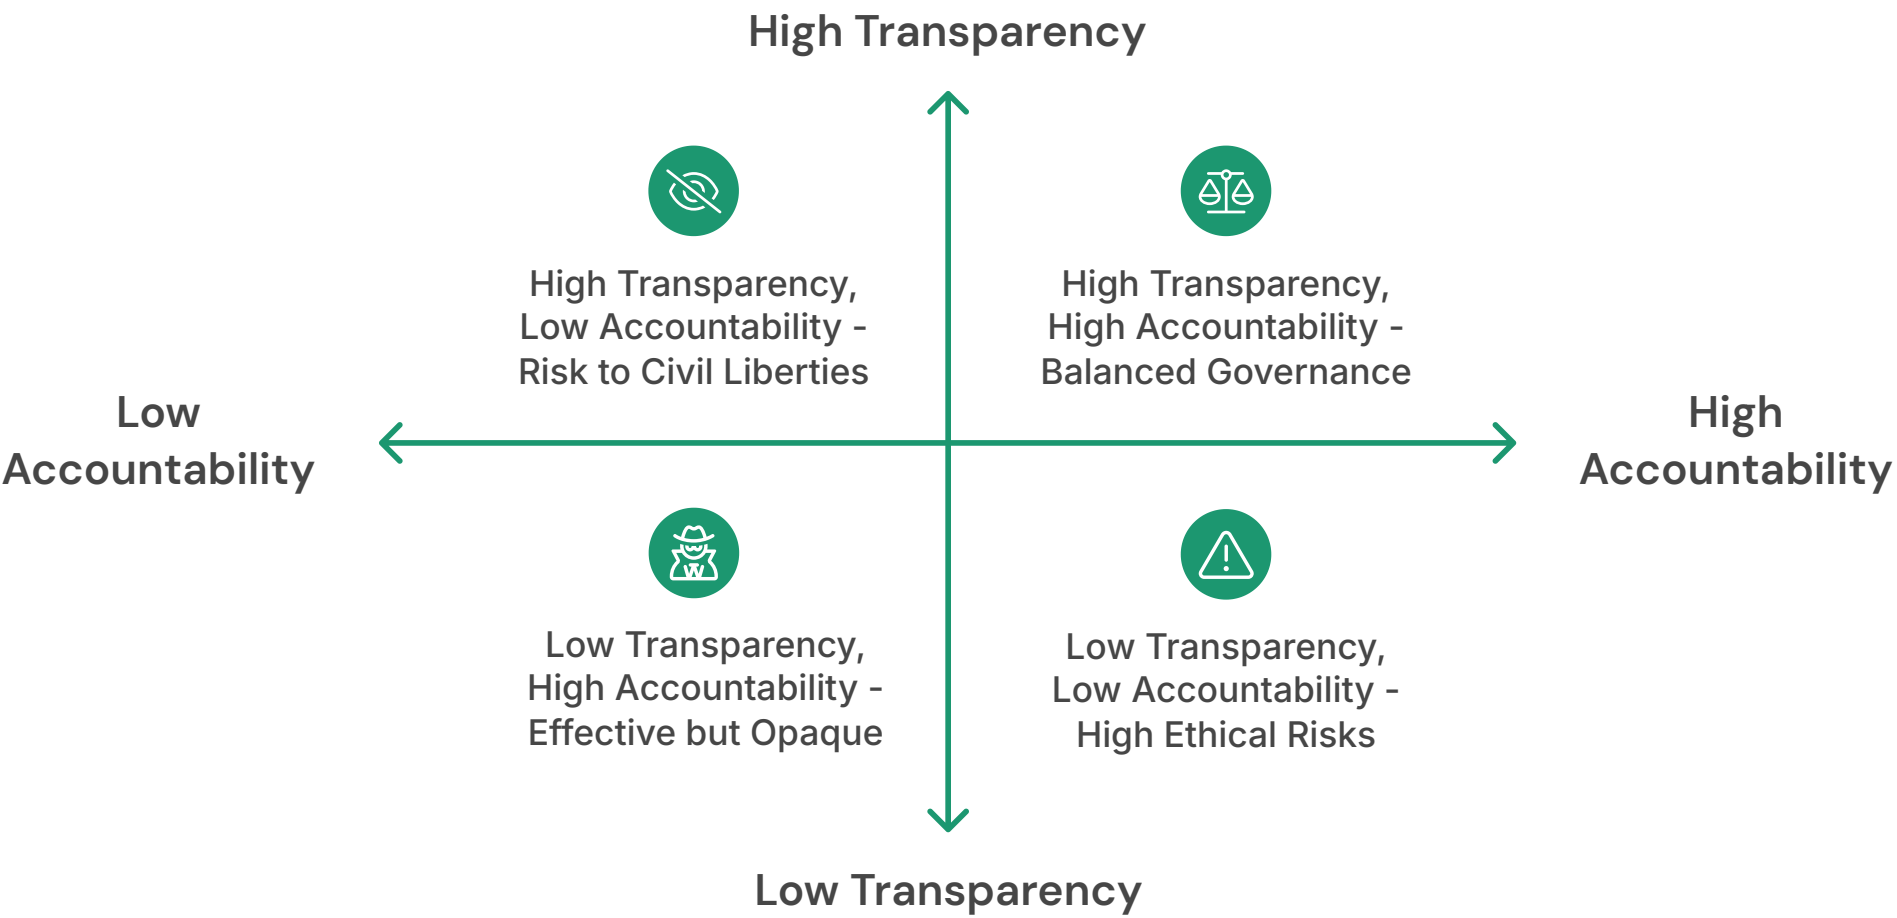 High Transparency
High Transparency,
Low Accountability -
Risk to Civil Liberties
High Transparency,
High Accountability -
Balanced Governance
Low
Accountability
High
Accountability
Low Transparency,
High Accountability -
Effective but Opaque
Low Transparency,
Low Accountability -
High Ethical Risks
Low Transparency